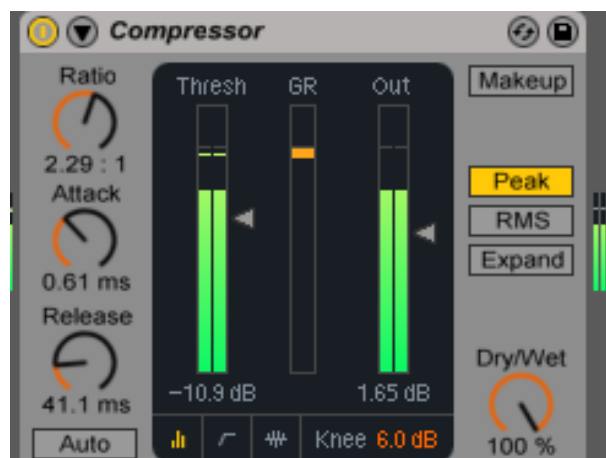 Compressor
Ratio
2.29 : 1
Attack
0.61 ms
Release
41.1 ms
Auto
Thresh GR Out
-10.9 dB 1.65 dB
Knee 6.0 dB
Makeup
Peak
RMS
Expand
Dry/Wet
100 %